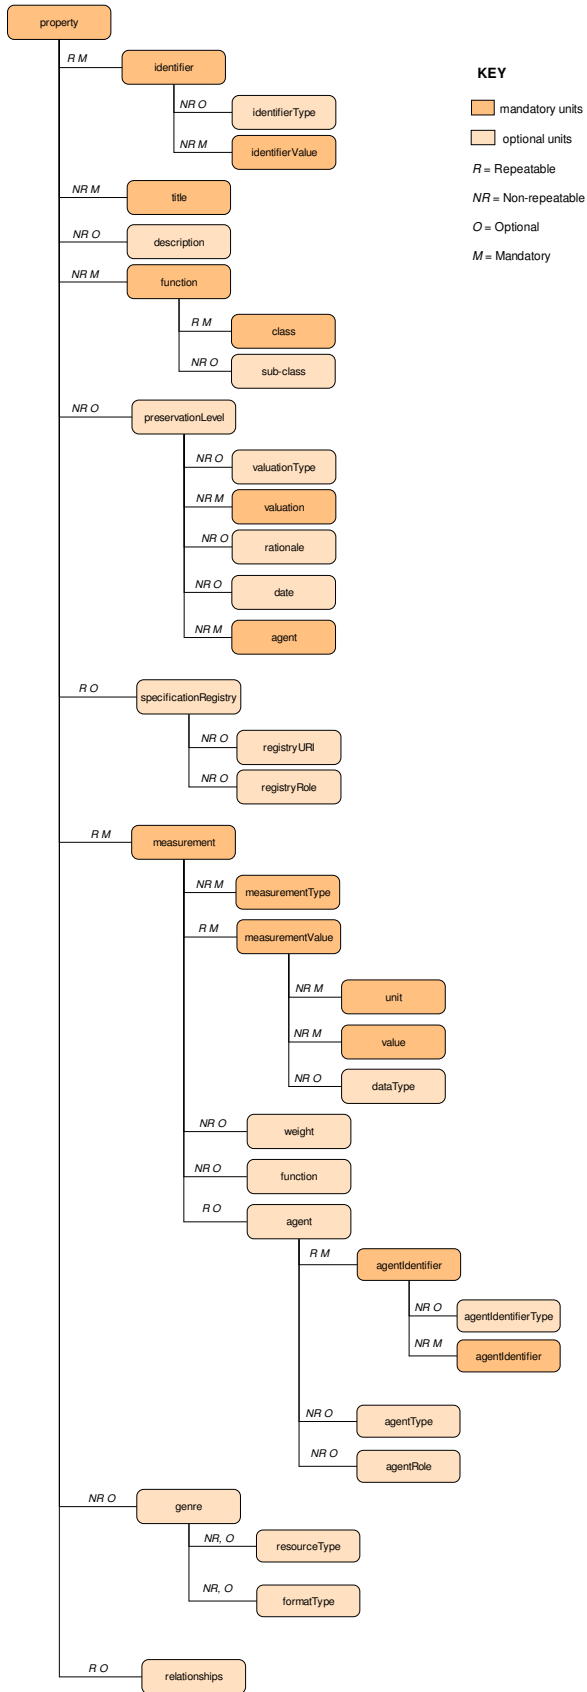 property
R M
identifier
KEY
NR O
identifierType
mandatory units
NR M
identifierValue
optional units
R = Repeatable
NR M
title
NR = Non-repeatable
NR O
description
O = Optional
NR M
function
M = Mandatory
R M
class
NR O
sub-class
NR O
preservationLevel
NR O
valuationType
NR M
valuation
NR O
rationale
NR O
date
NR M
agent
R O
specificationRegistry
NR O
registryURI
NR O
registryRole
R M
measurement
NR M
measurementType
R M
measurementValue
NR M
unit
NR M
value
NR O
dataType
NR O
weight
NR O
function
R O
agent
R M
agentIdentifier
NR O
agentIdentifierType
NR M
agentIdentifier
NR O
agentType
NR O
agentRole
NR O
genre
NR, O
resourceType
NR, O
formatType
R O
relationships